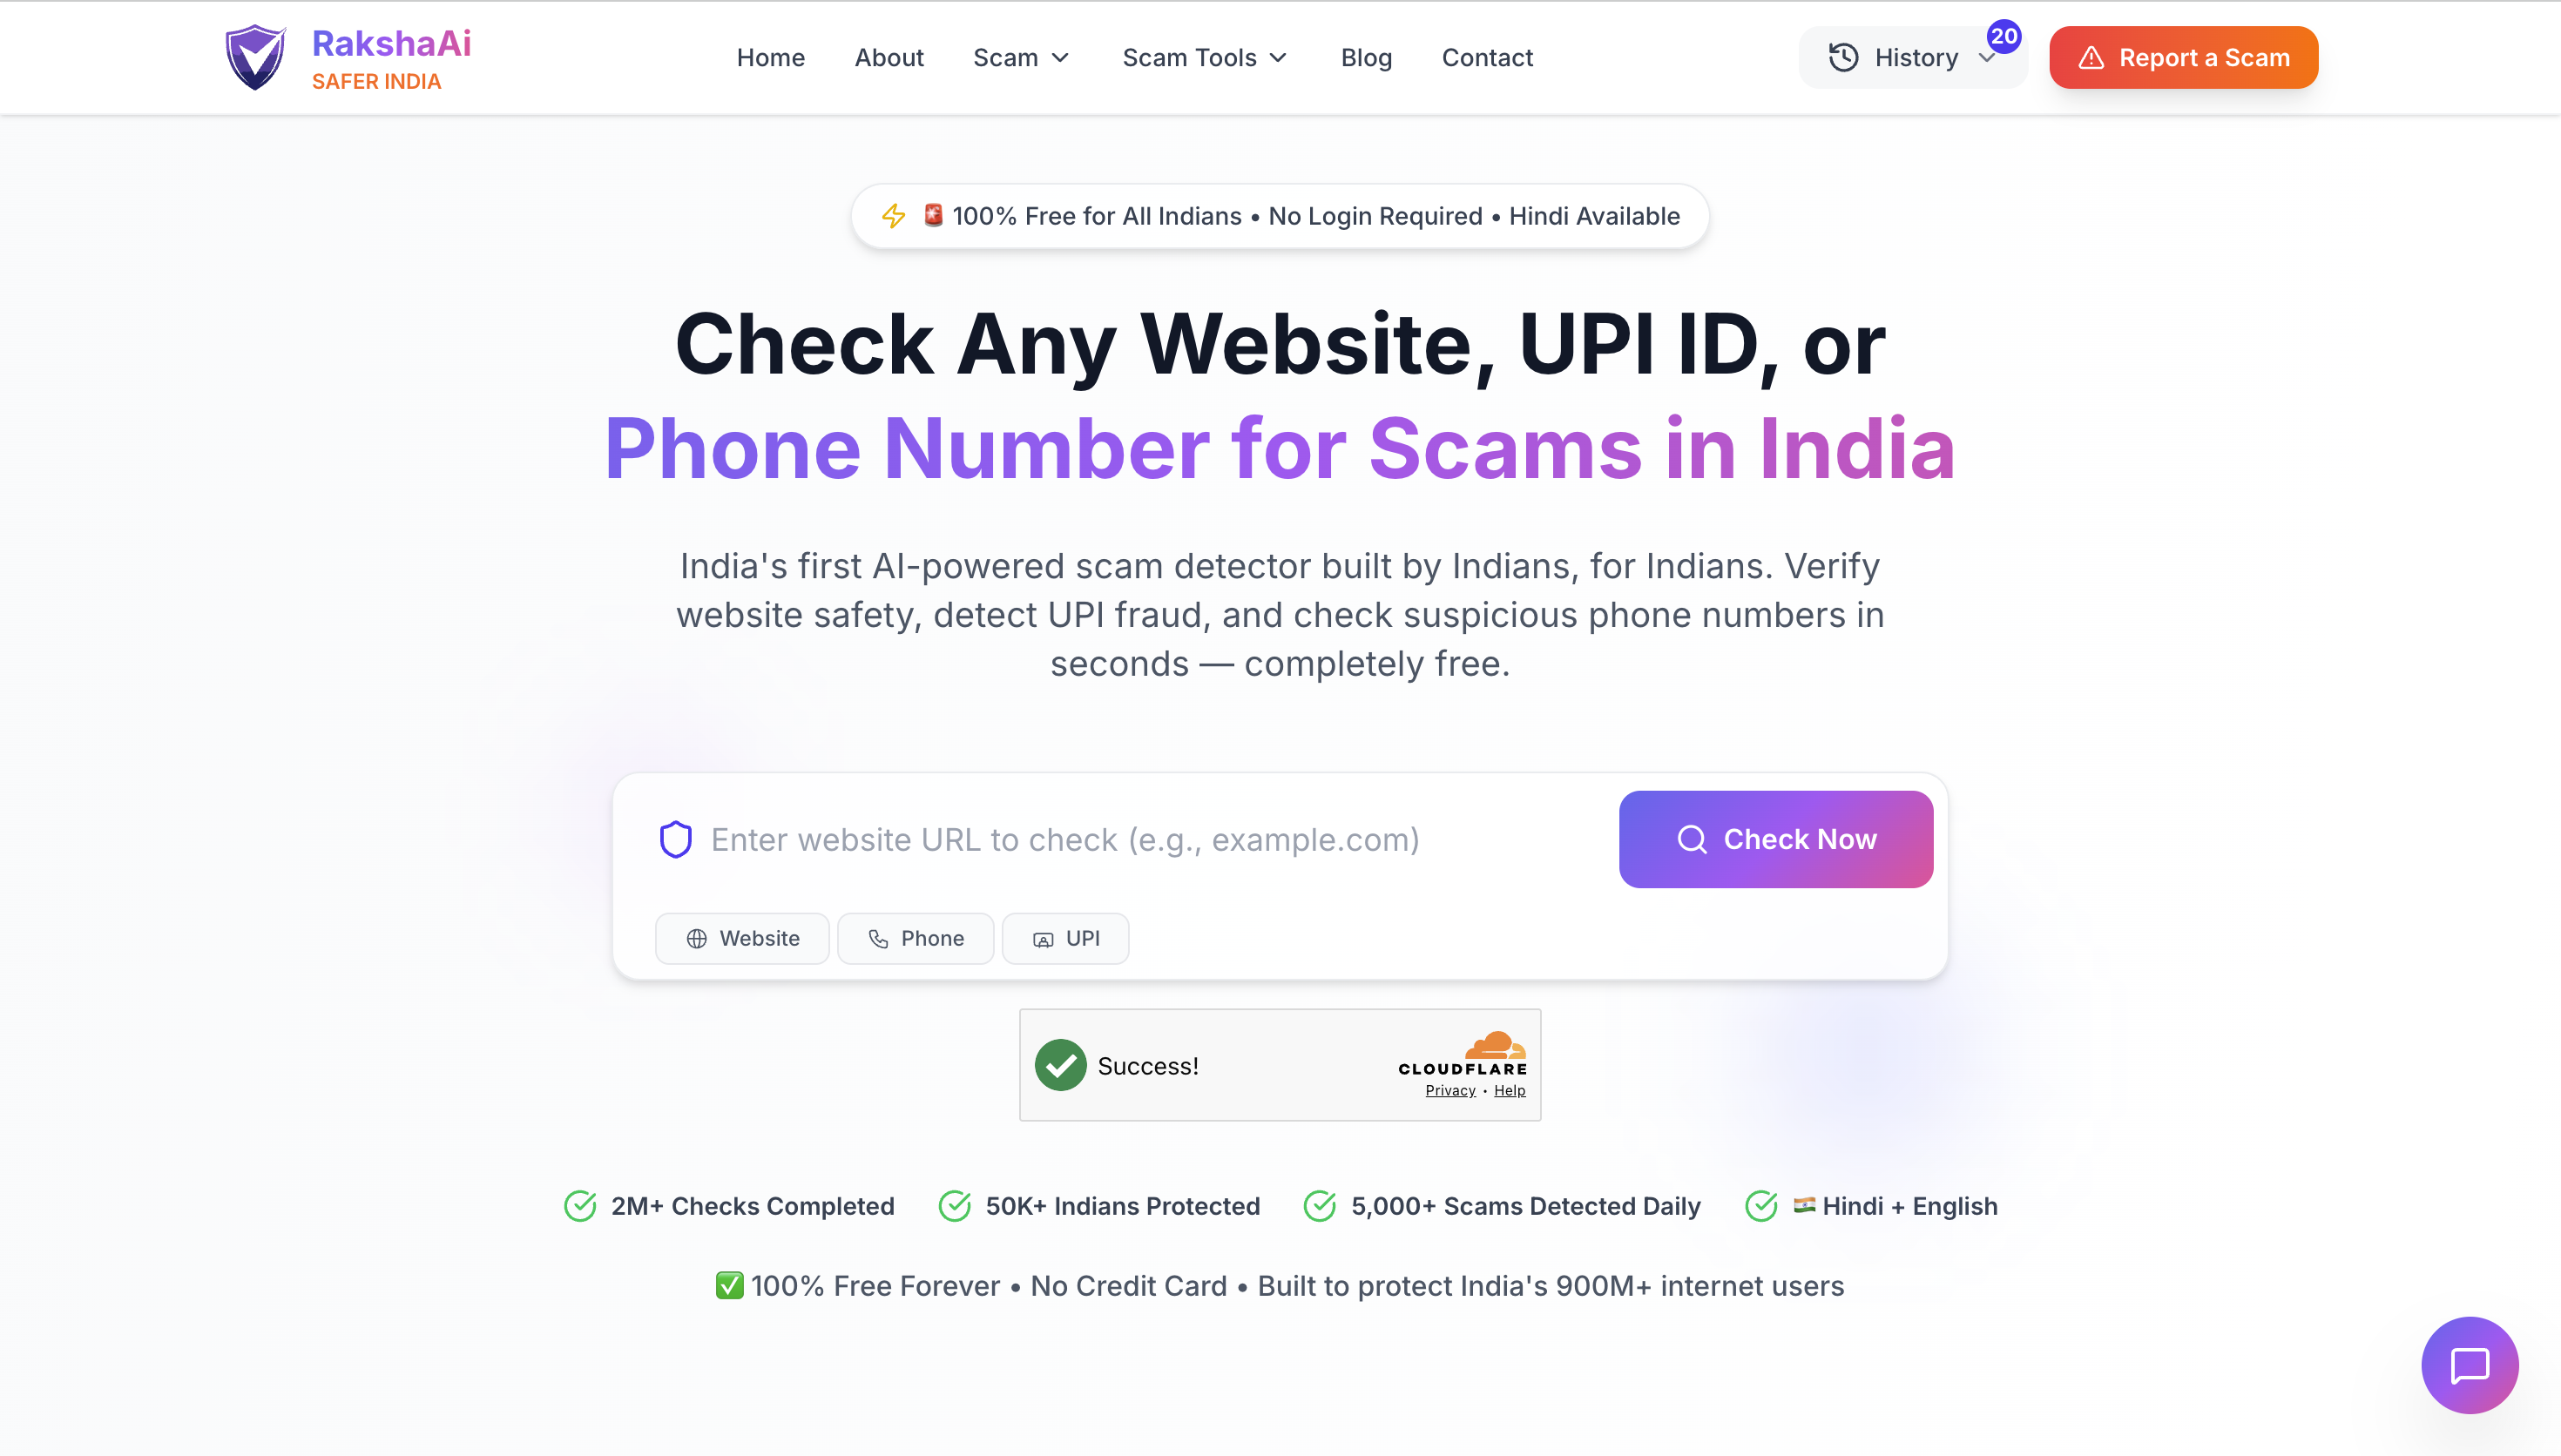 RakshaAi
SAFER INDIA
Home
About
Scam
Scam Tools
Blog
Contact
History
20
Report a Scam
🚨 100% Free for All Indians • No Login Required • Hindi Available
Check Any Website, UPI ID, or
Phone Number for Scams in India
India's first AI-powered scam detector built by Indians, for Indians. Verify
website safety, detect UPI fraud, and check suspicious phone numbers in
seconds — completely free.
Enter website URL to check (e.g., example.com)
Check Now
Website
Phone
UPI
Success!
CLOUDFLARE
Privacy • Help
2M+ Checks Completed
50K+ Indians Protected
5,000+ Scams Detected Daily
🇮🇳 Hindi + English
✅ 100% Free Forever • No Credit Card • Built to protect India's 900M+ internet users